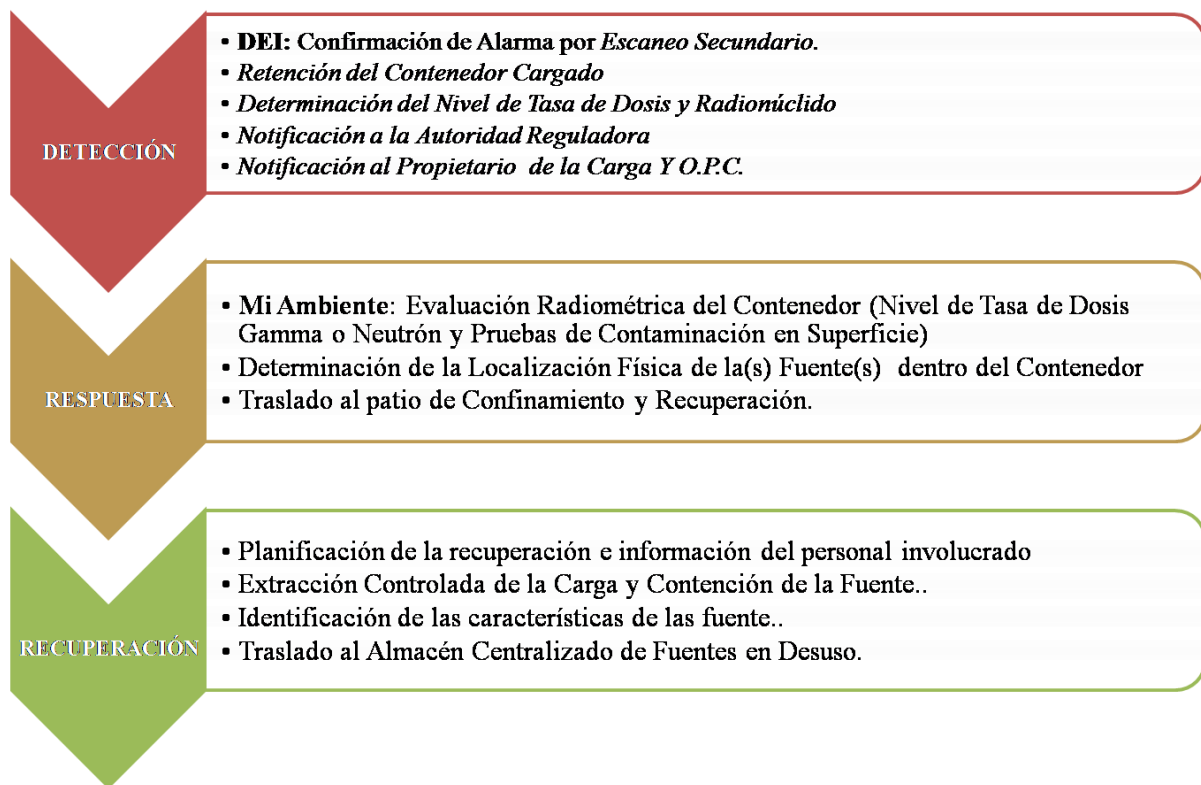 DETECCIÓN
• DEI: Confirmación de Alarma por Escaneo Secundario.
• Retención del Contenedor Cargado
• Determinación del Nivel de Tasa de Dosis y Radionúclido
• Notificación a la Autoridad Reguladora
• Notificación al Propietario de la Carga Y O.P.C.
RESPUESTA
• Mi Ambiente: Evaluación Radiométrica del Contenedor (Nivel de Tasa de Dosis
Gamma o Neutrón y Pruebas de Contaminación en Superficie)
• Determinación de la Localización Física de la(s) Fuente(s) dentro del Contenedor
• Traslado al patio de Confinamiento y Recuperación.
RECUPERACIÓN
• Planificación de la recuperación e información del personal involucrado
• Extracción Controlada de la Carga y Contención de la Fuente..
• Identificación de las características de las fuente..
• Traslado al Almacén Centralizado de Fuentes en Desuso.